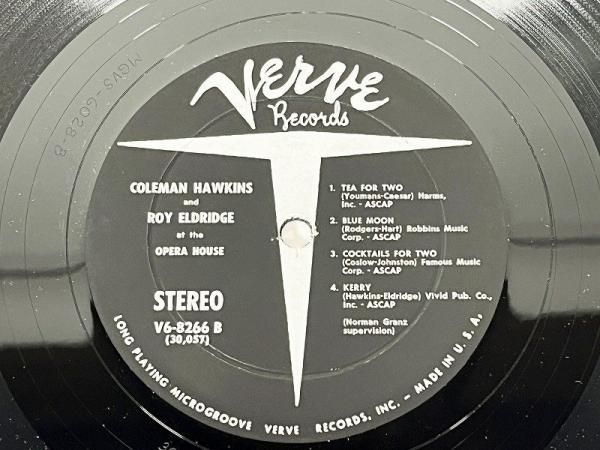 MGVS-6028-B
Verve
Records
COLEMAN HAWKINS
and
ROY ELDRIDGE
at the
OPERA HOUSE
STEREO
V6-8266 B
(30,057)
1. TEA FOR TWO
(Youmans-Caesar) Harms,
Inc. - ASCAP
2. BLUE MOON
(Rodgers-Hart) Robbins Music
Corp. - ASCAP
3. COCKTAILS FOR TWO
(Coslow-Johnston) Famous Music
Corp. - ASCAP
4. KERRY
(Hawkins-Eldridge) Vivid Pub. Co.,
Inc. - ASCAP
(Norman Granz
supervision)
LONG PLAYING MICROGROOVE VERVE RECORDS, INC. - MADE IN U.S.A.